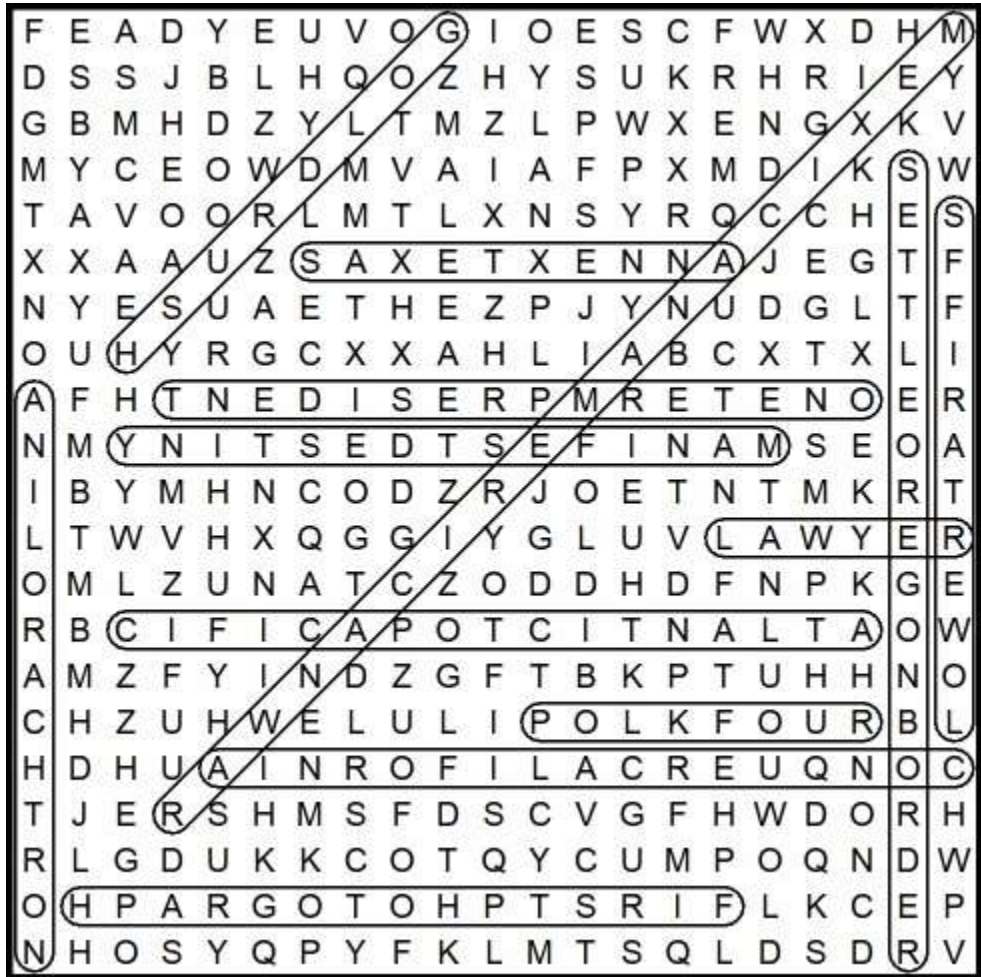 F E A D Y E U V O G I O E S C F W X D H M
D S S J B L H Q O Z H Y S U K R H R I E Y
G B M H D Z Y L T M Z L P W X E N G X K V
M Y C E O W D M V A I A F P X M D I K S W
T A V O O R L M T L X N S Y R Q C C H E S
X X A A U Z S A X E T X E N N A J E G T F
N Y E S U A E T H E Z P J Y N U D G L T F
O U H Y R G C X X A H L I A B C X T X L I
A F H T N E D I S E R P M R E T E N O E R
N M Y N I T S E D T S E F I N A M S E O A
I B Y M H N C O D Z R J O E T N T M K R T
L T W V H X Q G G I Y G L U V L A W Y E R
O M L Z U N A T C Z O D D H D F N P K G E
R B C I F I C A P O T C I T N A L T A O W
A M Z F Y I N D Z G F T B K P T U H H N O
C H Z U H W E L U L I P O L K F O U R B L
H D H U A I N R O F I L A C R E U Q N O C
T J E R S H M S F D S C V G F H W D O R H
R L G D U K K C O T Q Y C U M P O Q N D W
O H P A R G O T O H P T S R I F L K C E P
N H O S Y Q P Y F K L M T S Q L D S D R V